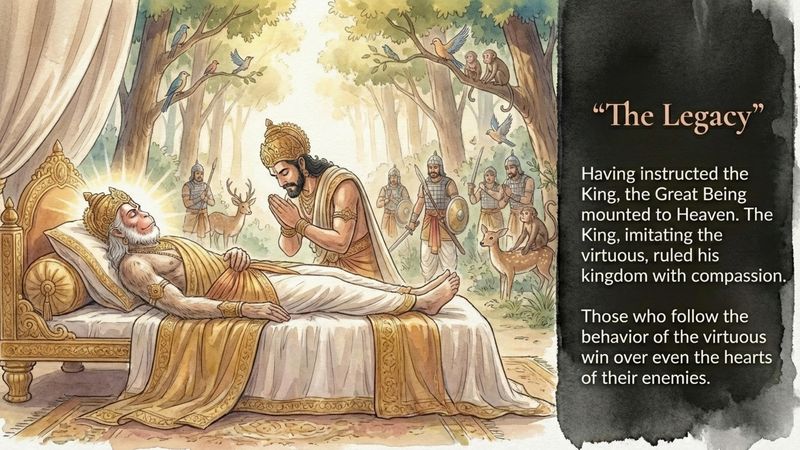 “The Legacy”
Having instructed the
King, the Great Being
mounted to Heaven. The
King, imitating the
virtuous, ruled his
kingdom with compassion.
Those who follow the
behavior of the virtuous
win over even the hearts
of their enemies.